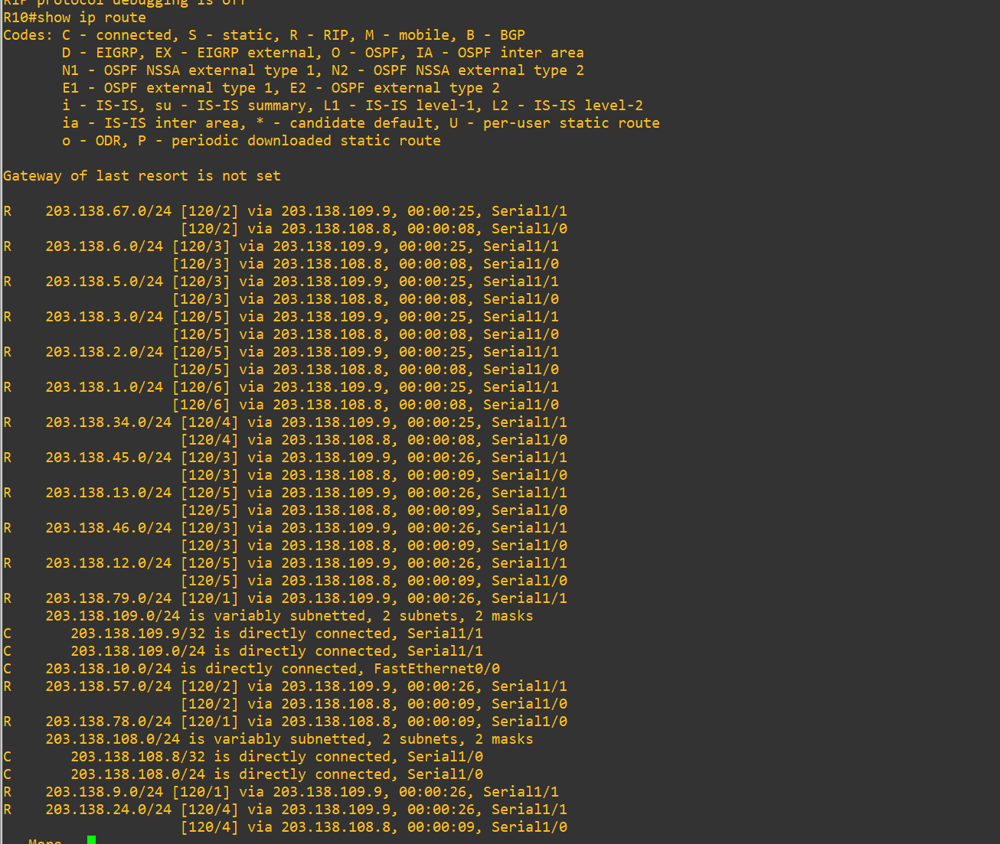 RIP protocol debugging is off
R10#show ip route
Codes: C - connected, S - static, R - RIP, M - mobile, B - BGP
       D - EIGRP, EX - EIGRP external, O - OSPF, IA - OSPF inter area
       N1 - OSPF NSSA external type 1, N2 - OSPF NSSA external type 2
       E1 - OSPF external type 1, E2 - OSPF external type 2
       i - IS-IS, su - IS-IS summary, L1 - IS-IS level-1, L2 - IS-IS level-2
       ia - IS-IS inter area, * - candidate default, U - per-user static route
       o - ODR, P - periodic downloaded static route

Gateway of last resort is not set

R    203.138.67.0/24 [120/2] via 203.138.109.9, 00:00:25, Serial1/1
                     [120/2] via 203.138.108.8, 00:00:08, Serial1/0
R    203.138.6.0/24 [120/3] via 203.138.109.9, 00:00:25, Serial1/1
                    [120/3] via 203.138.108.8, 00:00:08, Serial1/0
R    203.138.5.0/24 [120/3] via 203.138.109.9, 00:00:25, Serial1/1
                    [120/3] via 203.138.108.8, 00:00:08, Serial1/0
R    203.138.3.0/24 [120/5] via 203.138.109.9, 00:00:25, Serial1/1
                    [120/5] via 203.138.108.8, 00:00:08, Serial1/0
R    203.138.2.0/24 [120/5] via 203.138.109.9, 00:00:25, Serial1/1
                    [120/5] via 203.138.108.8, 00:00:08, Serial1/0
R    203.138.1.0/24 [120/6] via 203.138.109.9, 00:00:25, Serial1/1
                    [120/6] via 203.138.108.8, 00:00:08, Serial1/0
R    203.138.34.0/24 [120/4] via 203.138.109.9, 00:00:25, Serial1/1
                     [120/4] via 203.138.108.8, 00:00:08, Serial1/0
R    203.138.45.0/24 [120/3] via 203.138.109.9, 00:00:26, Serial1/1
                     [120/3] via 203.138.108.8, 00:00:09, Serial1/0
R    203.138.13.0/24 [120/5] via 203.138.109.9, 00:00:26, Serial1/1
                     [120/5] via 203.138.108.8, 00:00:09, Serial1/0
R    203.138.46.0/24 [120/3] via 203.138.109.9, 00:00:26, Serial1/1
                     [120/3] via 203.138.108.8, 00:00:09, Serial1/0
R    203.138.12.0/24 [120/5] via 203.138.109.9, 00:00:26, Serial1/1
                     [120/5] via 203.138.108.8, 00:00:09, Serial1/0
R    203.138.79.0/24 [120/1] via 203.138.109.9, 00:00:26, Serial1/1
     203.138.109.0/24 is variably subnetted, 2 subnets, 2 masks
C       203.138.109.9/32 is directly connected, Serial1/1
C       203.138.109.0/24 is directly connected, Serial1/1
C    203.138.10.0/24 is directly connected, FastEthernet0/0
R    203.138.57.0/24 [120/2] via 203.138.109.9, 00:00:26, Serial1/1
                     [120/2] via 203.138.108.8, 00:00:09, Serial1/0
R    203.138.78.0/24 [120/1] via 203.138.108.8, 00:00:09, Serial1/0
     203.138.108.0/24 is variably subnetted, 2 subnets, 2 masks
C       203.138.108.8/32 is directly connected, Serial1/0
C       203.138.108.0/24 is directly connected, Serial1/0
R    203.138.9.0/24 [120/1] via 203.138.109.9, 00:00:26, Serial1/1
R    203.138.24.0/24 [120/4] via 203.138.109.9, 00:00:26, Serial1/1
                     [120/4] via 203.138.108.8, 00:00:09, Serial1/0
More